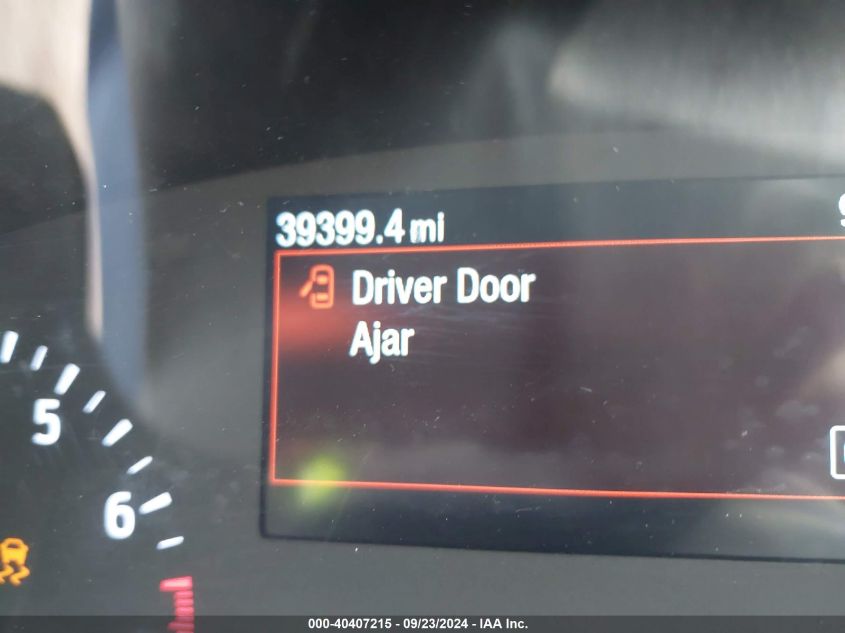 39399.4 mi
Driver Door
Ajar
5
6
000-40407215 - 09/23/2024 - IAA Inc.